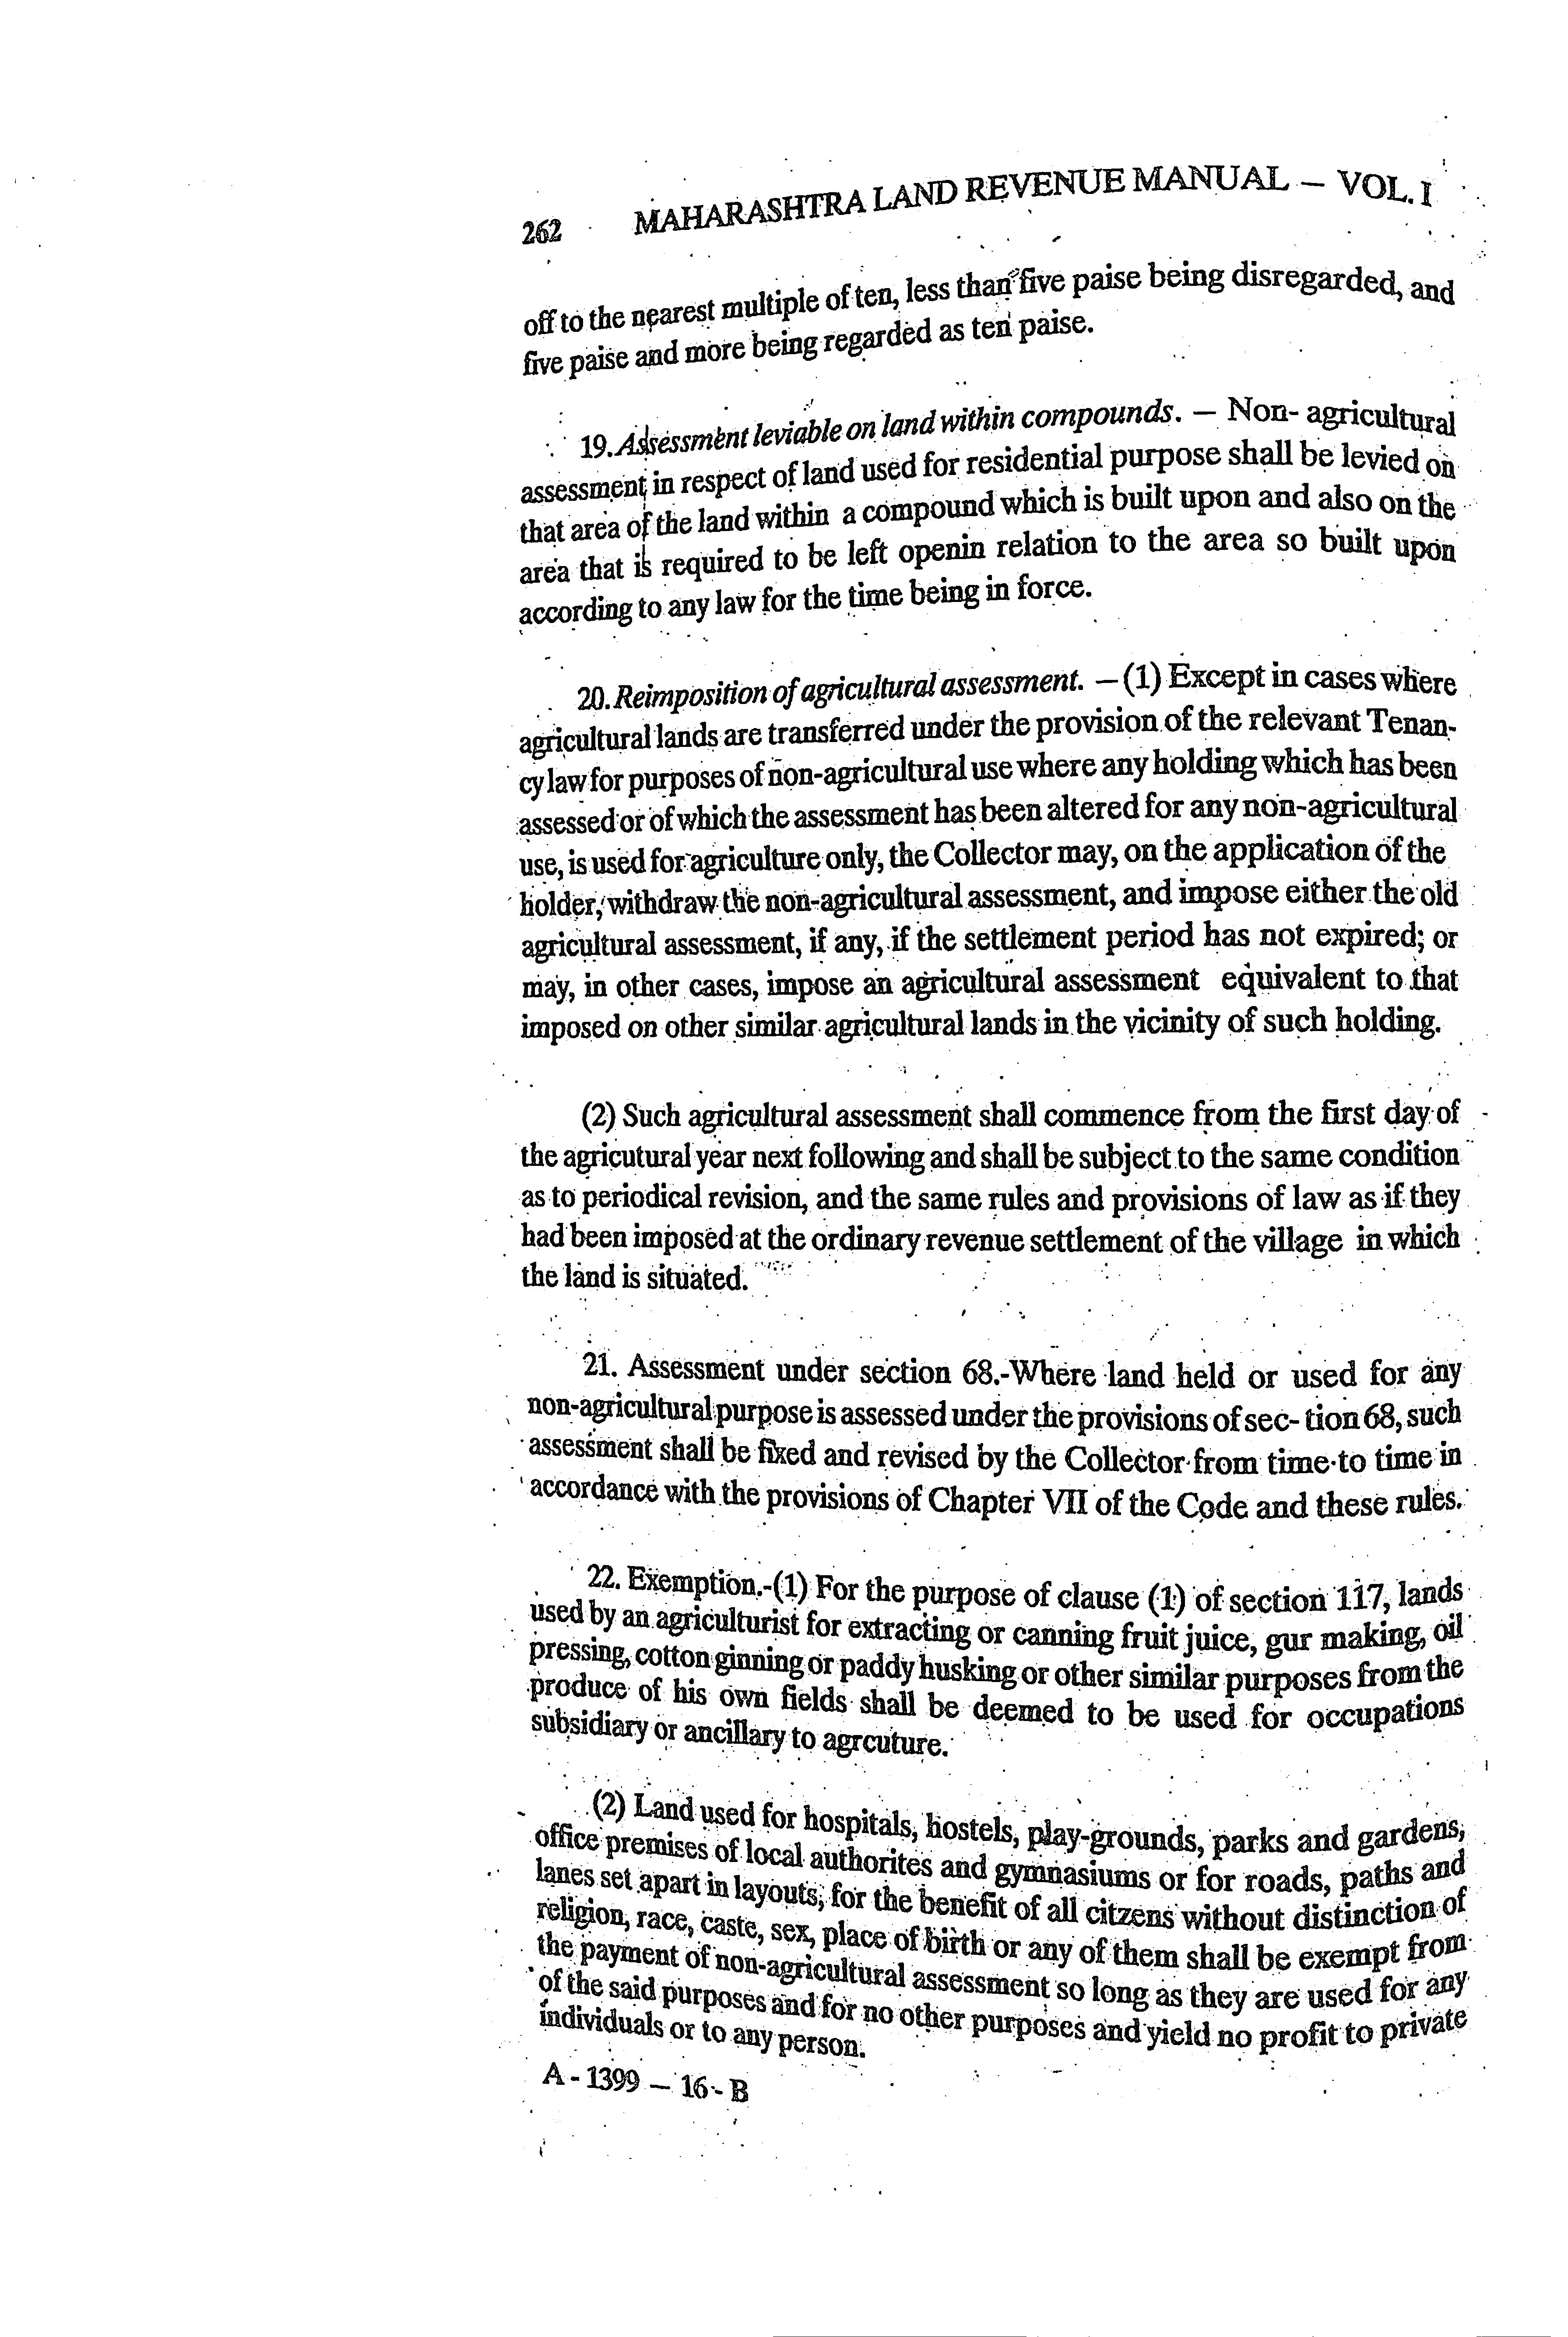 262 MAHARASHTRA LAND REVENUE MANUAL – VOL. I
off to the nearest multiple of ten, less than five paise being disregarded, and
five paise and more being regarded as ten paise.
19. Assessment leviable on land within compounds. – Non- agricultural
assessment in respect of land used for residential purpose shall be levied on
that area of the land within a compound which is built upon and also on the
area that is required to be left openin relation to the area so built upon
according to any law for the time being in force.
20. Reimposition of agricultural assessment. – (1) Except in cases where
agricultural lands are transferred under the provision of the relevant Tenan-
cy law for purposes of non-agricultural use where any holding which has been
assessed or of which the assessment has been altered for any non-agricultural
use, is used for agriculture only, the Collector may, on the application of the
holder, withdraw the non-agricultural assessment, and impose either the old
agricultural assessment, if any, if the settlement period has not expired; or
may, in other cases, impose an agricultural assessment equivalent to that
imposed on other similar agricultural lands in the vicinity of such holding.
(2) Such agricultural assessment shall commence from the first day of
the agricutural year next following and shall be subject to the same condition
as to periodical revision, and the same rules and provisions of law as if they
had been imposed at the ordinary revenue settlement of the village in which
the land is situated.
21. Assessment under section 68.-Where land held or used for any
non-agricultural purpose is assessed under the provisions of sec- tion 68, such
assessment shall be fixed and revised by the Collector from time to time in
accordance with the provisions of Chapter VII of the Code and these rules.
22. Exemption.-(1) For the purpose of clause (1) of section 117, lands
used by an agriculturist for extracting or canning fruit juice, gur making, oil
pressing, cotton ginning or paddy husking or other similar purposes from the
produce of his own fields shall be deemed to be used for occupations
subsidiary or ancillary to agrcuture.
(2) Land used for hospitals, hostels, play-grounds, parks and gardens,
office premises of local authorites and gymnasiums or for roads, paths and
lanes set apart in layouts, for the benefit of all citzens without distinction of
religion, race, caste, sex, place of birth or any of them shall be exempt from
the payment of non-agricultural assessment so long as they are used for any
of the said purposes and for no other purposes and yield no profit to private
individuals or to any person.
A - 1399 – 16 - B